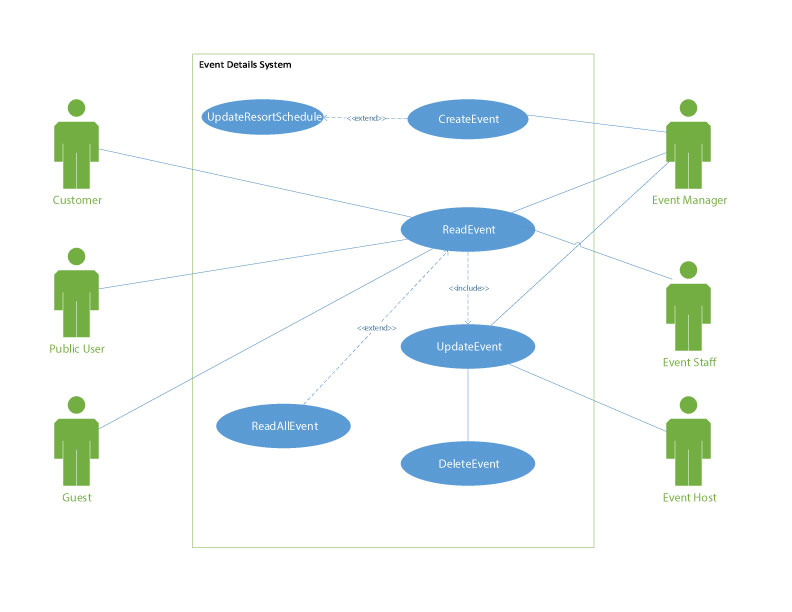 Event Details System
UpdateResortSchedule
<<extend>>
CreateEvent
Customer
Event Manager
ReadEvent
<<include>>
<<extend>>
Public User
UpdateEvent
Event Staff
ReadAllEvent
DeleteEvent
Guest
Event Host